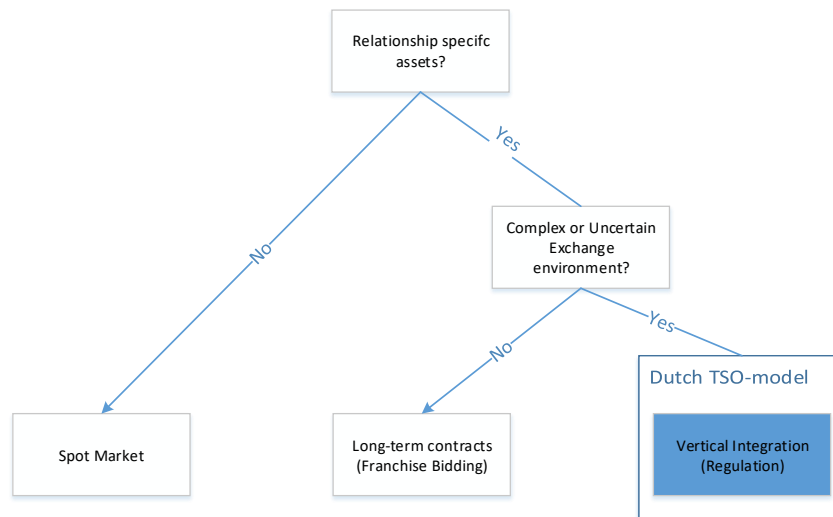 Relationship specifc
assets?
Yes
Complex or Uncertain
Exchange
environment?
No
No
Yes
Dutch TSO-model
Spot Market
Long-term contracts
(Franchise Bidding)
Vertical Integration
(Regulation)